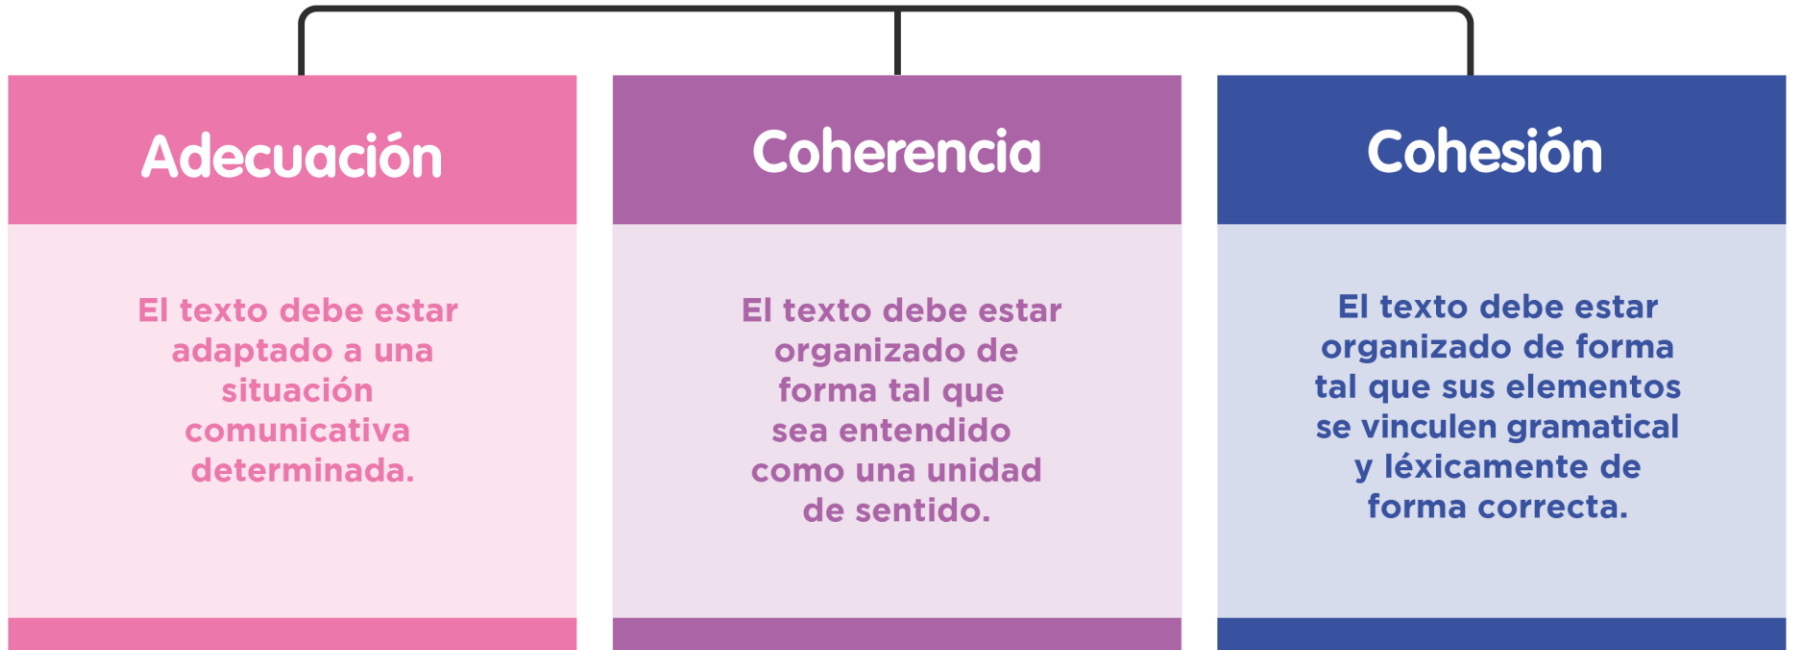 Adecuación
El texto debe estar
adaptado a una
situación
comunicativa
determinada.
Coherencia
El texto debe estar
organizado de
forma tal que
sea entendido
como una unidad
de sentido.
Cohesión
El texto debe estar
organizado de forma
tal que sus elementos
se vinculen gramatical
y léxicamente de
forma correcta.